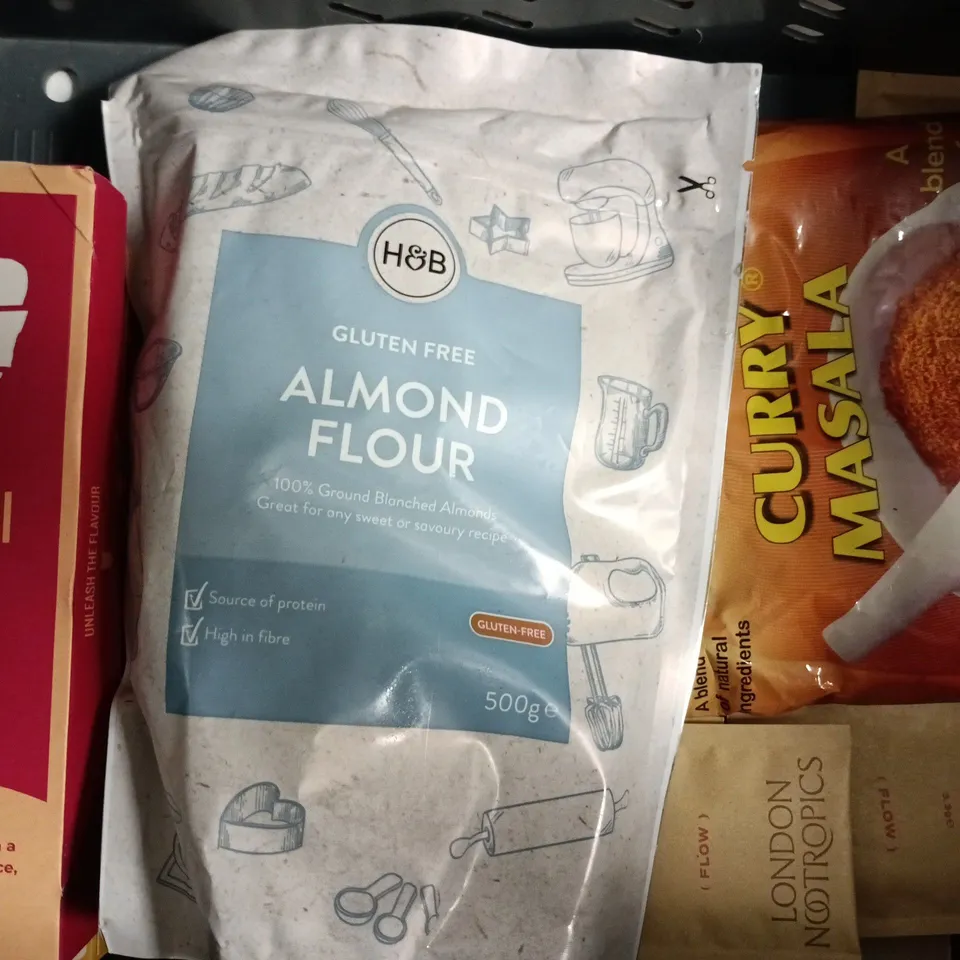 H&B
GLUTEN FREE
ALMOND
FLOUR
100% Ground Blanched Almonds
Great for any sweet or savoury recipe
Source of protein
High in fibre
GLUTEN-FREE
500g e
UNLEASH THE FLAVOUR
a
CURRY®
MASALA
A
blend
A blend
of natural
ingredients
( FLOW )
LONDON
NOOTROPICS
( FLOW )